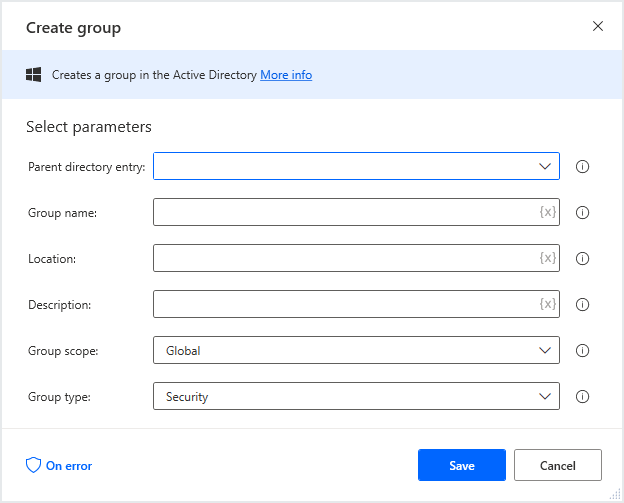 Create group
Creates a group in the Active Directory More info
Select parameters
Parent directory entry:
Group name: {x}
Location: {x}
Description: {x}
Group scope: Global
Group type: Security
On error Save Cancel